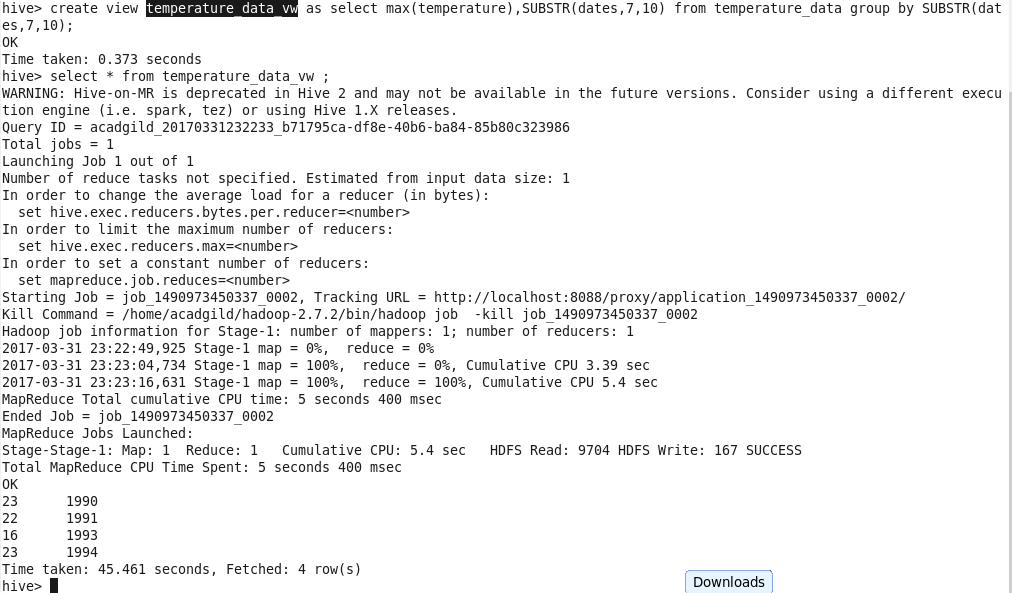 hive> create view temperature_data_vw as select max(temperature),SUBSTR(dates,7,10) from temperature_data group by SUBSTR(dat
es,7,10);
OK
Time taken: 0.373 seconds
hive> select * from temperature_data_vw ;
WARNING: Hive-on-MR is deprecated in Hive 2 and may not be available in the future versions. Consider using a different execu
tion engine (i.e. spark, tez) or using Hive 1.X releases.
Query ID = acadgild_20170331232233_b71795ca-df8e-40b6-ba84-85b80c323986
Total jobs = 1
Launching Job 1 out of 1
Number of reduce tasks not specified. Estimated from input data size: 1
In order to change the average load for a reducer (in bytes):
  set hive.exec.reducers.bytes.per.reducer=<number>
In order to limit the maximum number of reducers:
  set hive.exec.reducers.max=<number>
In order to set a constant number of reducers:
  set mapreduce.job.reduces=<number>
Starting Job = job_1490973450337_0002, Tracking URL = http://localhost:8088/proxy/application_1490973450337_0002/
Kill Command = /home/acadgild/hadoop-2.7.2/bin/hadoop job  -kill job_1490973450337_0002
Hadoop job information for Stage-1: number of mappers: 1; number of reducers: 1
2017-03-31 23:22:49,925 Stage-1 map = 0%,  reduce = 0%
2017-03-31 23:23:04,734 Stage-1 map = 100%,  reduce = 0%, Cumulative CPU 3.39 sec
2017-03-31 23:23:16,631 Stage-1 map = 100%,  reduce = 100%, Cumulative CPU 5.4 sec
MapReduce Total cumulative CPU time: 5 seconds 400 msec
Ended Job = job_1490973450337_0002
MapReduce Jobs Launched:
Stage-Stage-1: Map: 1  Reduce: 1   Cumulative CPU: 5.4 sec   HDFS Read: 9704 HDFS Write: 167 SUCCESS
Total MapReduce CPU Time Spent: 5 seconds 400 msec
OK
23      1990
22      1991
16      1993
23      1994
Time taken: 45.461 seconds, Fetched: 4 row(s)
hive>
Downloads